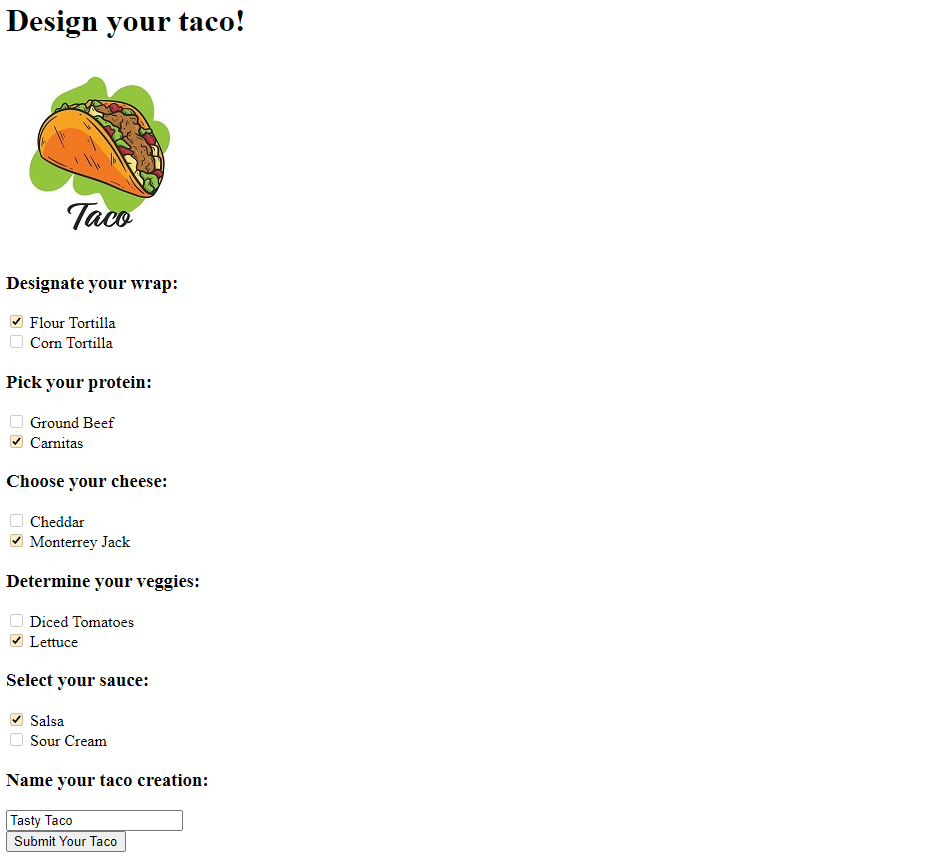 Design your taco!
Taco
Designate your wrap:
Flour Tortilla
Corn Tortilla
Pick your protein:
Ground Beef
Carnitas
Choose your cheese:
Cheddar
Monterrey Jack
Determine your veggies:
Diced Tomatoes
Lettuce
Select your sauce:
Salsa
Sour Cream
Name your taco creation:
Tasty Taco
Submit Your Taco